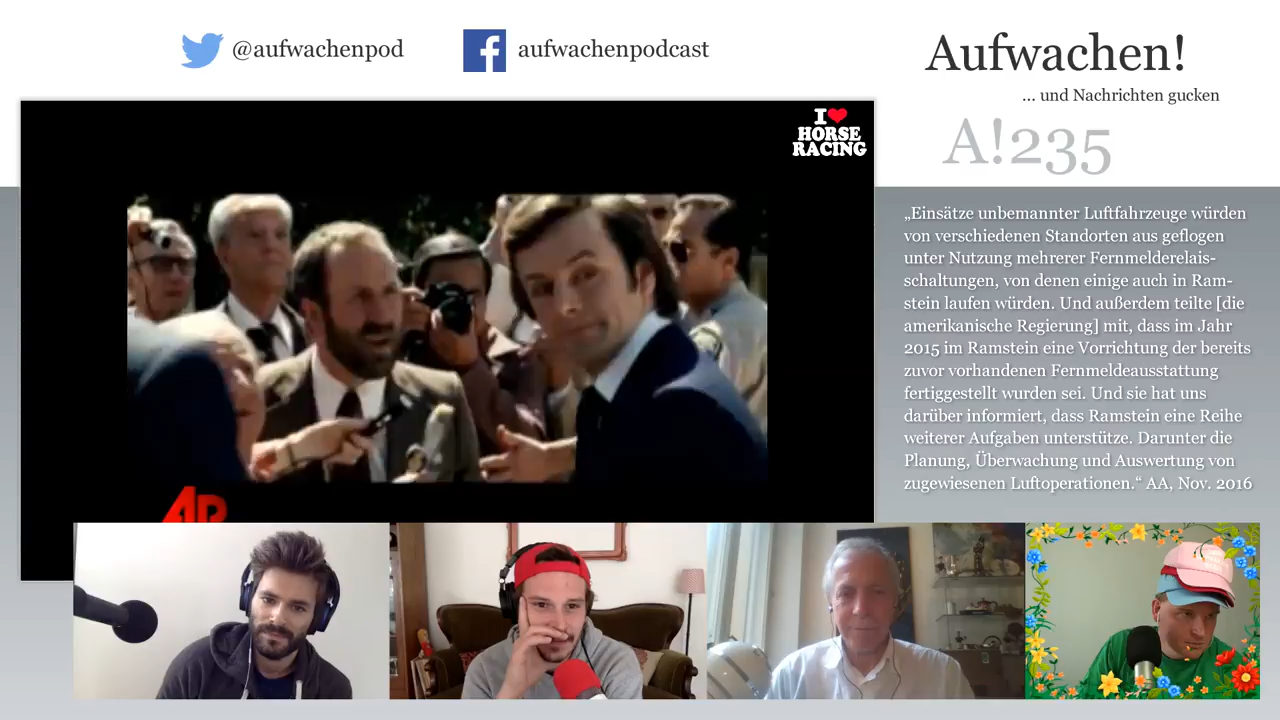 @aufwachenpod
aufwachenpodcast
Aufwachen!
... und Nachrichten gucken
A!235
I
HORSE
RACING
„Einsätze unbemannter Luftfahrzeuge würden
von verschiedenen Standorten aus geflogen
unter Nutzung mehrerer Fernmelderelais-
schaltungen, von denen einige auch in Ram-
stein laufen würden. Und außerdem teilte [die
amerikanische Regierung] mit, dass im Jahr
2015 im Ramstein eine Vorrichtung der bereits
zuvor vorhandenen Fernmeldeausstattung
fertiggestellt wurden sei. Und sie hat uns
darüber informiert, dass Ramstein eine Reihe
weiterer Aufgaben unterstütze. Darunter die
Planung, Überwachung und Auswertung von
zugewiesenen Luftoperationen.“ AA, Nov. 2016
AP